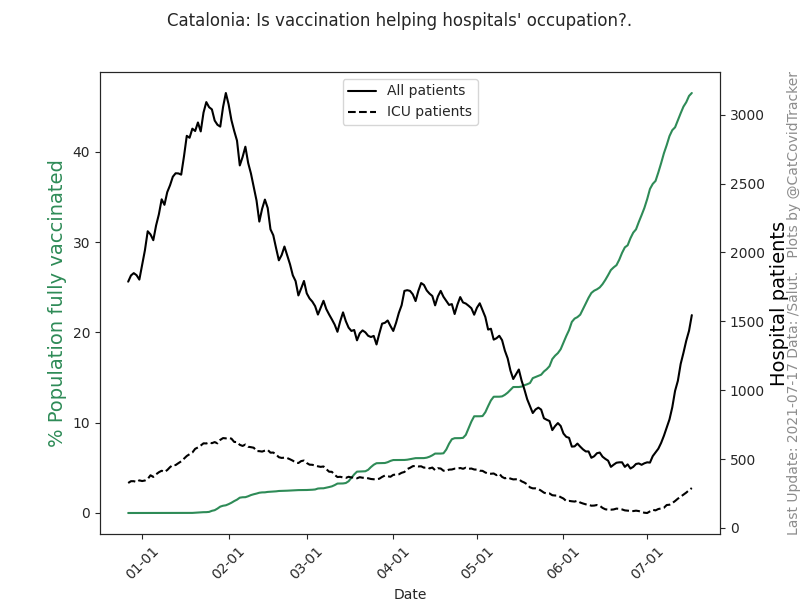 Catalonia: Is vaccination helping hospitals' occupation?.
All patients
ICU patients
% Population fully vaccinated
40
30
20
10
0
3000
2500
2000
1500
1000
500
0
Hospital patients
Last Update: 2021-07-17 Data: /Salut.   Plots by @CatCovidTracker
01-01
02-01
03-01
04-01
05-01
06-01
07-01
Date